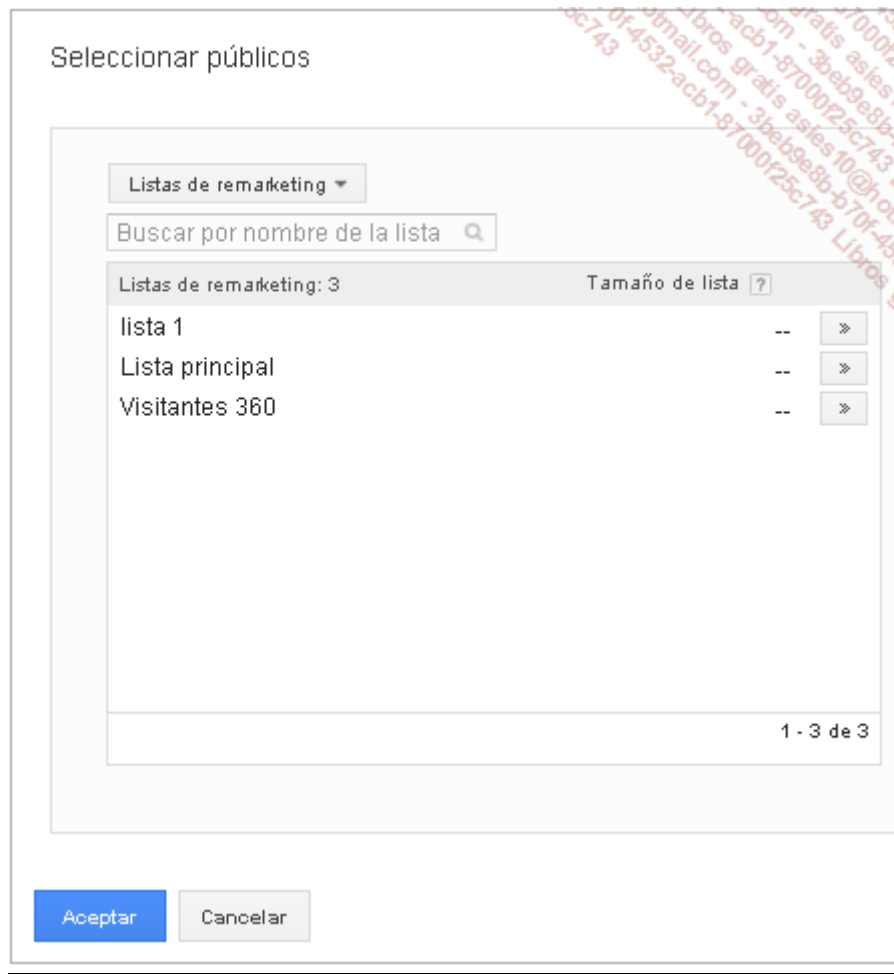 Seleccionar públicos
Listas de remarketing
Buscar por nombre de la lista
Listas de remarketing: 3 Tamaño de lista ?
lista 1 -- »
Lista principal -- »
Visitantes 360 -- »
1 - 3 de 3
Aceptar Cancelar